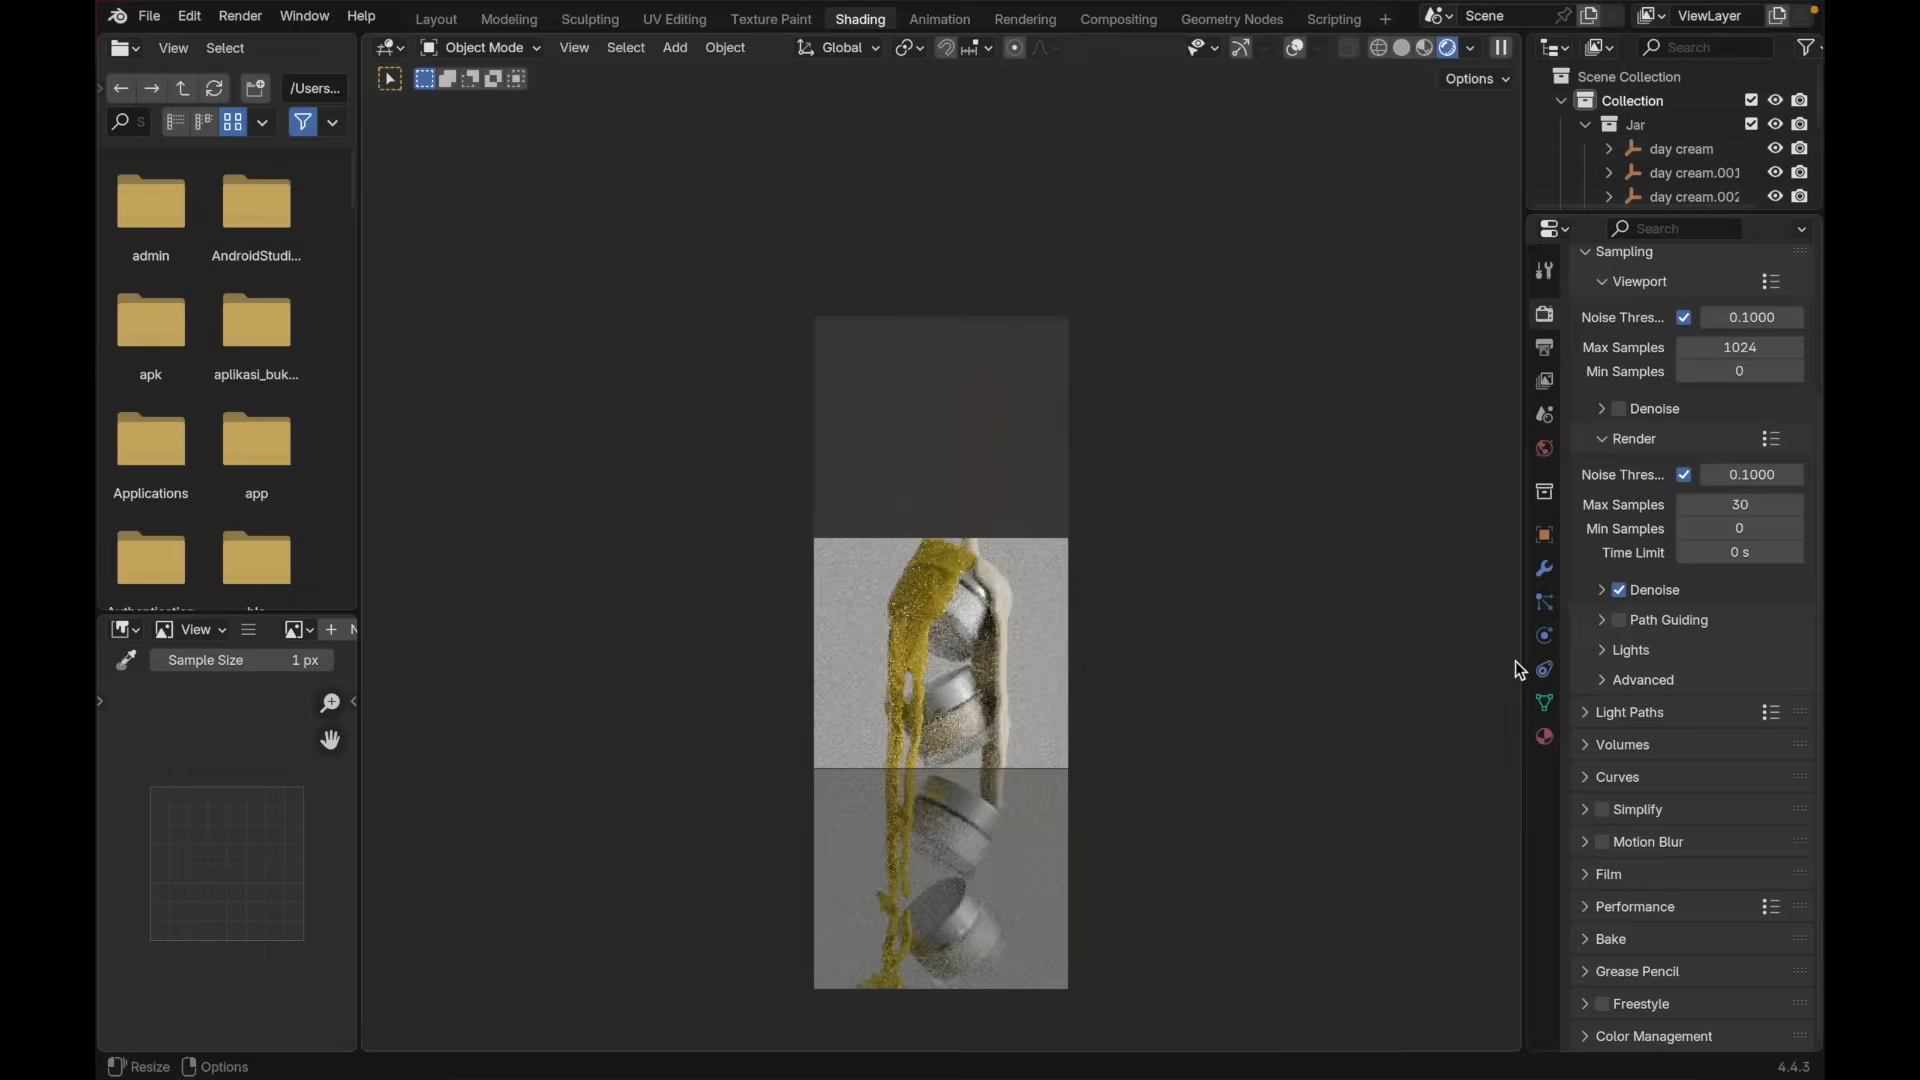 File Edit Render Window Help
Layout Modeling Sculpting UV Editing Texture Paint Shading Animation Rendering Compositing Geometry Nodes Scripting +
Scene
ViewLayer
View Select
Object Mode View Select Add Object
Global
Search
/Users...
Options
S
admin
AndroidStudi...
apk
aplikasi_buk...
Applications
app
View
Sample Size 1 px
Scene Collection
Collection
Jar
day cream
day cream.001
day cream.002
Search
Sampling
Viewport
Noise Thres... 0.1000
Max Samples 1024
Min Samples 0
Denoise
Render
Noise Thres... 0.1000
Max Samples 30
Min Samples 0
Time Limit 0 s
Denoise
Path Guiding
Lights
Advanced
Light Paths
Volumes
Curves
Simplify
Motion Blur
Film
Performance
Bake
Grease Pencil
Freestyle
Color Management
Resize Options
4.4.3